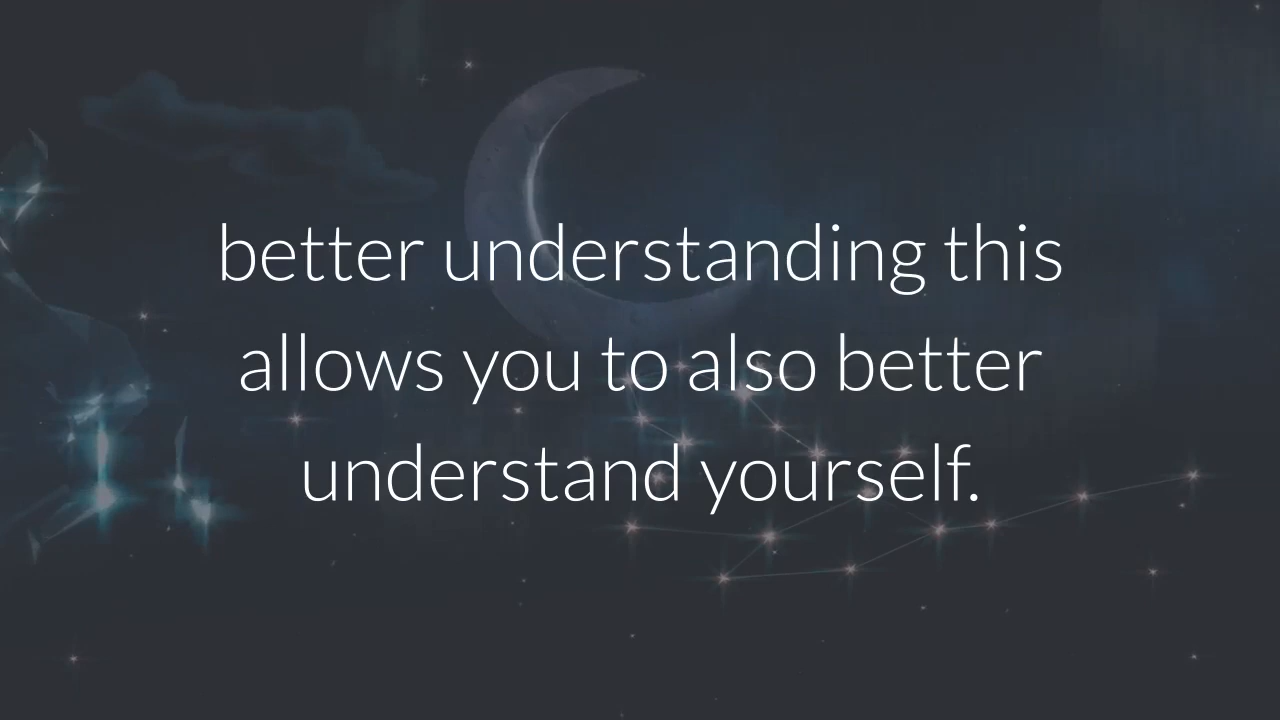 better understanding this
allows you to also better
understand yourself.